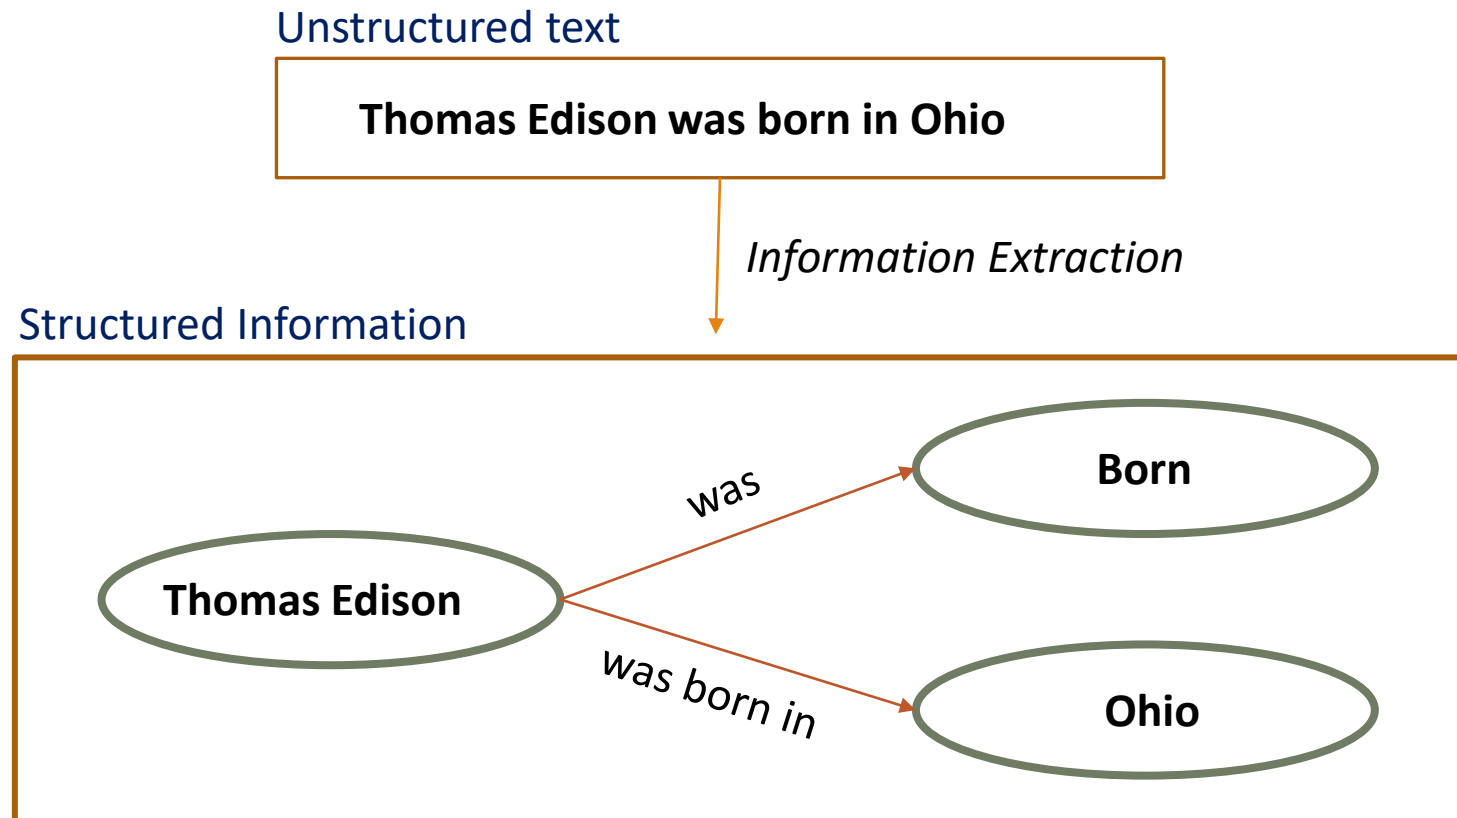 Unstructured text
Thomas Edison was born in Ohio
Information Extraction
Structured Information
was
Born
Thomas Edison
was born in
Ohio